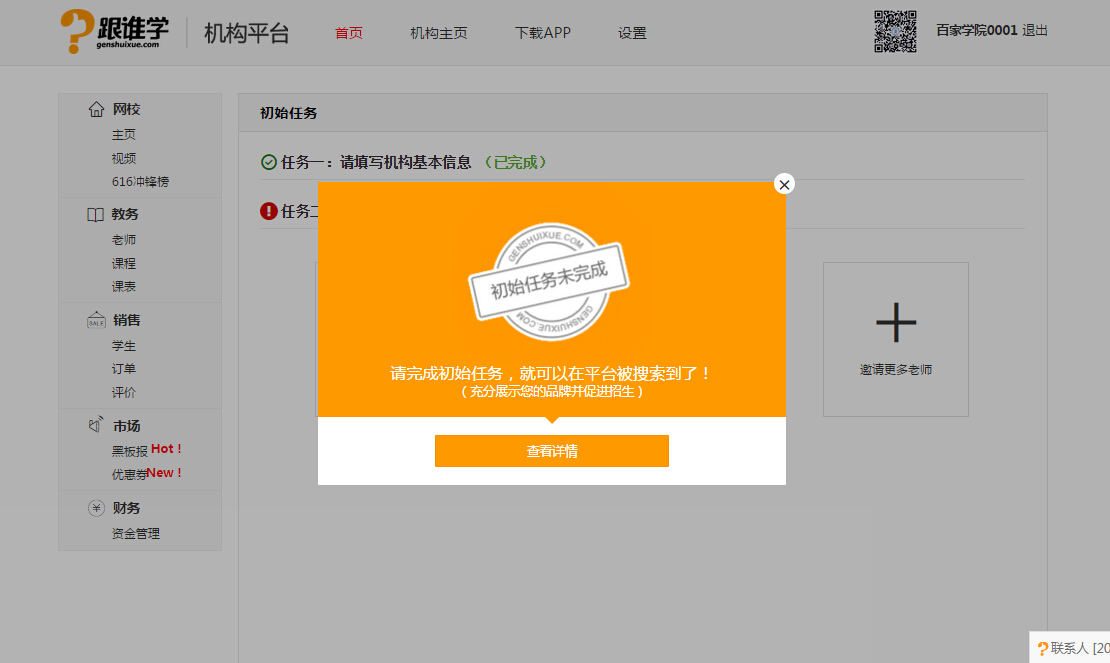 跟谁学
genshuixue.com
机构平台
首页
机构主页
下载APP
设置
百家学院0001 退出
网校
主页
视频
616冲锋榜
教务
老师
课程
课表
SALE 销售
学生
订单
评价
市场
黑板报 Hot！
优惠券 New！
¥ 财务
资金管理
初始任务
任务一：请填写机构基本信息 （已完成）
任务二
GENSHUIXUE.COM
初始任务未完成
GENSHUIXUE.COM
请完成初始任务，就可以在平台被搜索到了！
（充分展示您的品牌并促进招生）
查看详情
邀请更多老师
联系人 [20